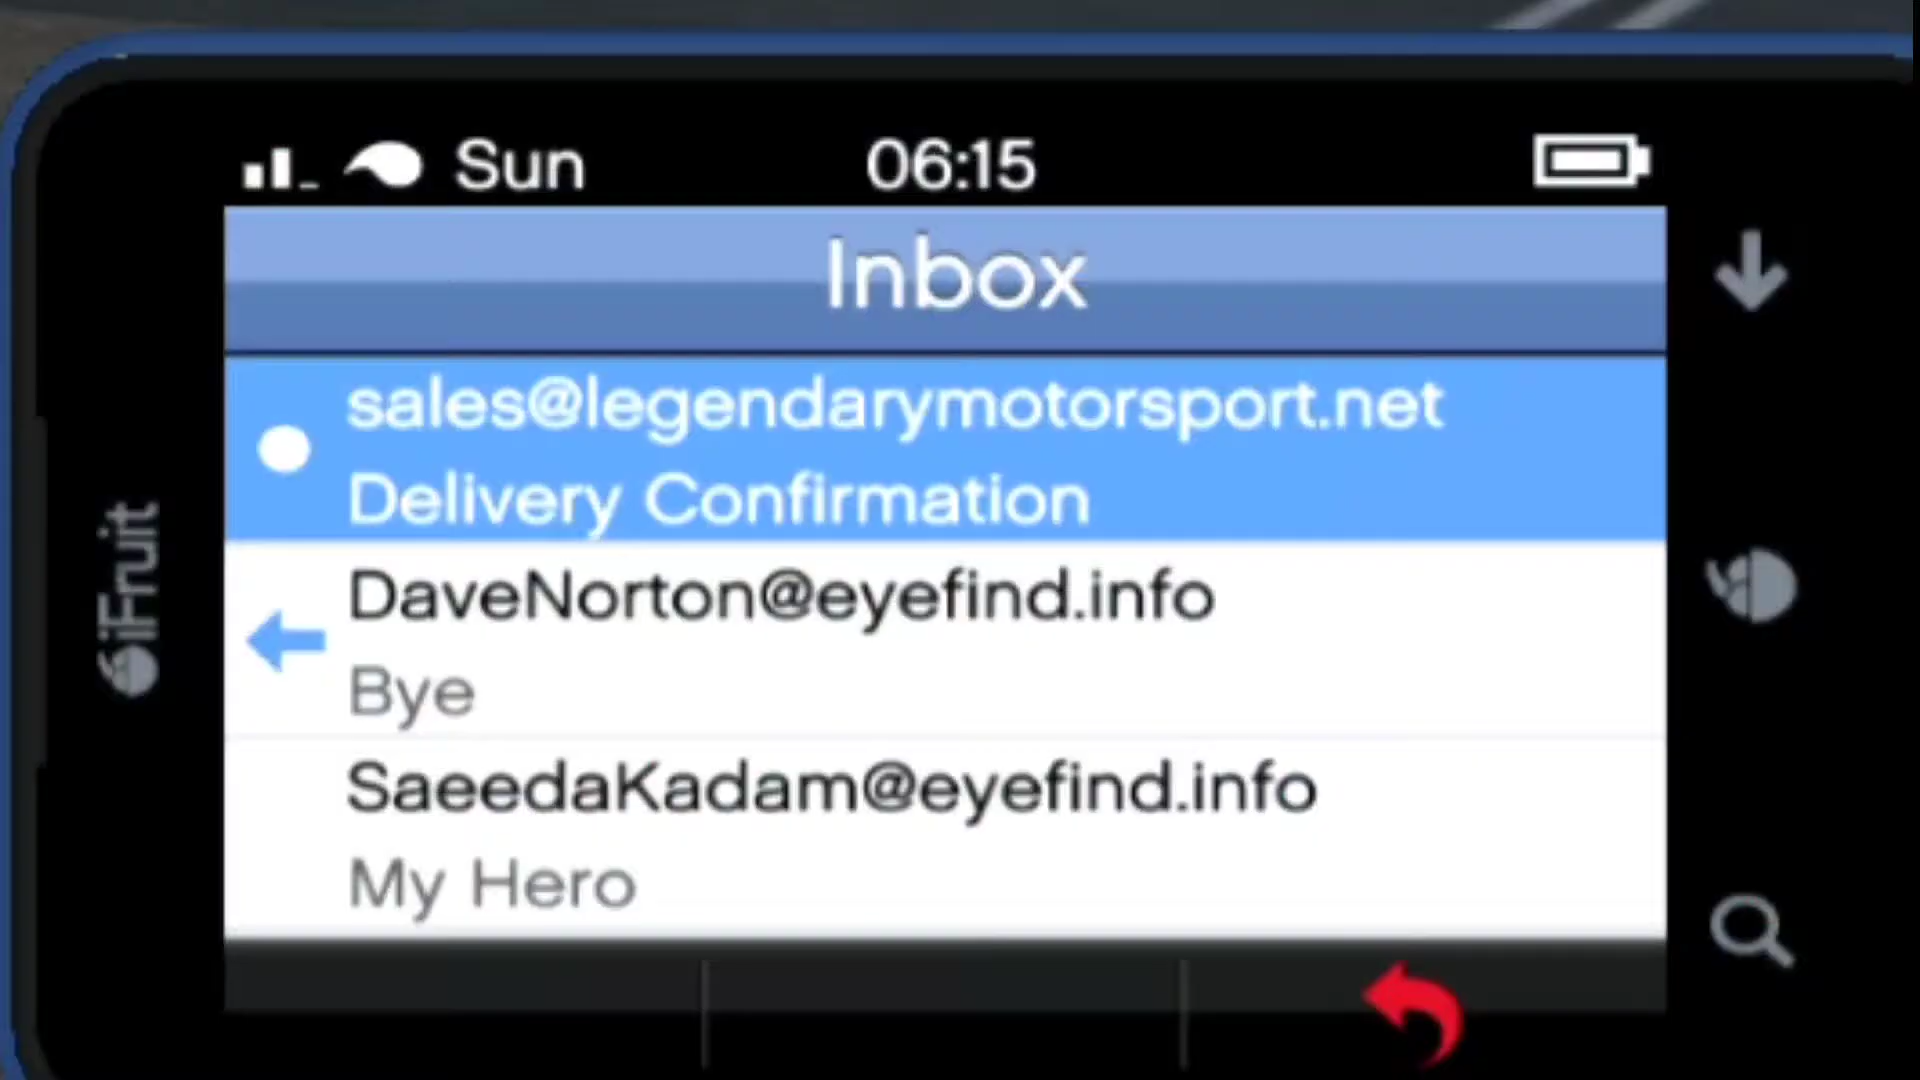 Sun 06:15
Inbox
sales@legendarymotorsport.net
Delivery Confirmation
DaveNorton@eyefind.info
Bye
SaeedaKadam@eyefind.info
My Hero
iFruit